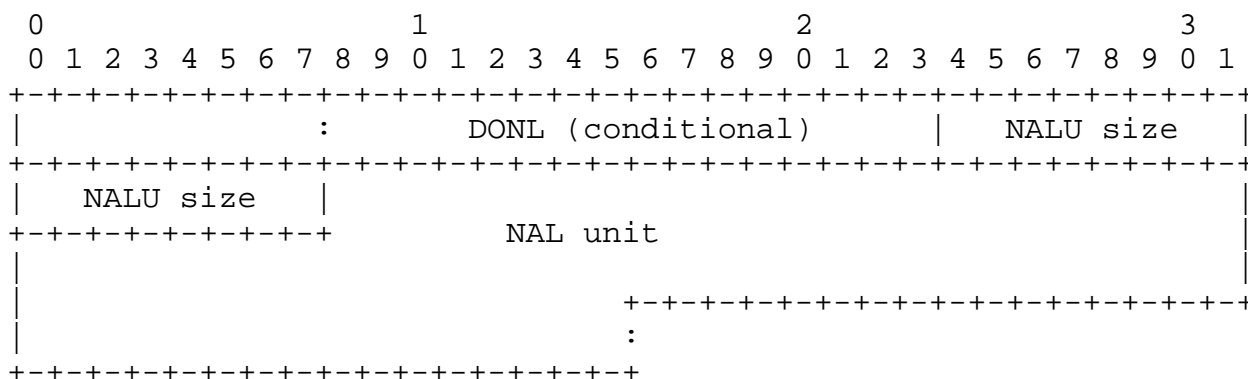 0                   1                   2                   3
 0 1 2 3 4 5 6 7 8 9 0 1 2 3 4 5 6 7 8 9 0 1 2 3 4 5 6 7 8 9 0 1
+-+-+-+-+-+-+-+-+-+-+-+-+-+-+-+-+-+-+-+-+-+-+-+-+-+-+-+-+-+-+-+-+
|               :       DONL (conditional)      |   NALU size   |
+-+-+-+-+-+-+-+-+-+-+-+-+-+-+-+-+-+-+-+-+-+-+-+-+-+-+-+-+-+-+-+-+
|   NALU size   |                                               |
+-+-+-+-+-+-+-+-+         NAL unit                              |
|                                                               |
|                               +-+-+-+-+-+-+-+-+-+-+-+-+-+-+-+-+
|                               :
+-+-+-+-+-+-+-+-+-+-+-+-+-+-+-+-+